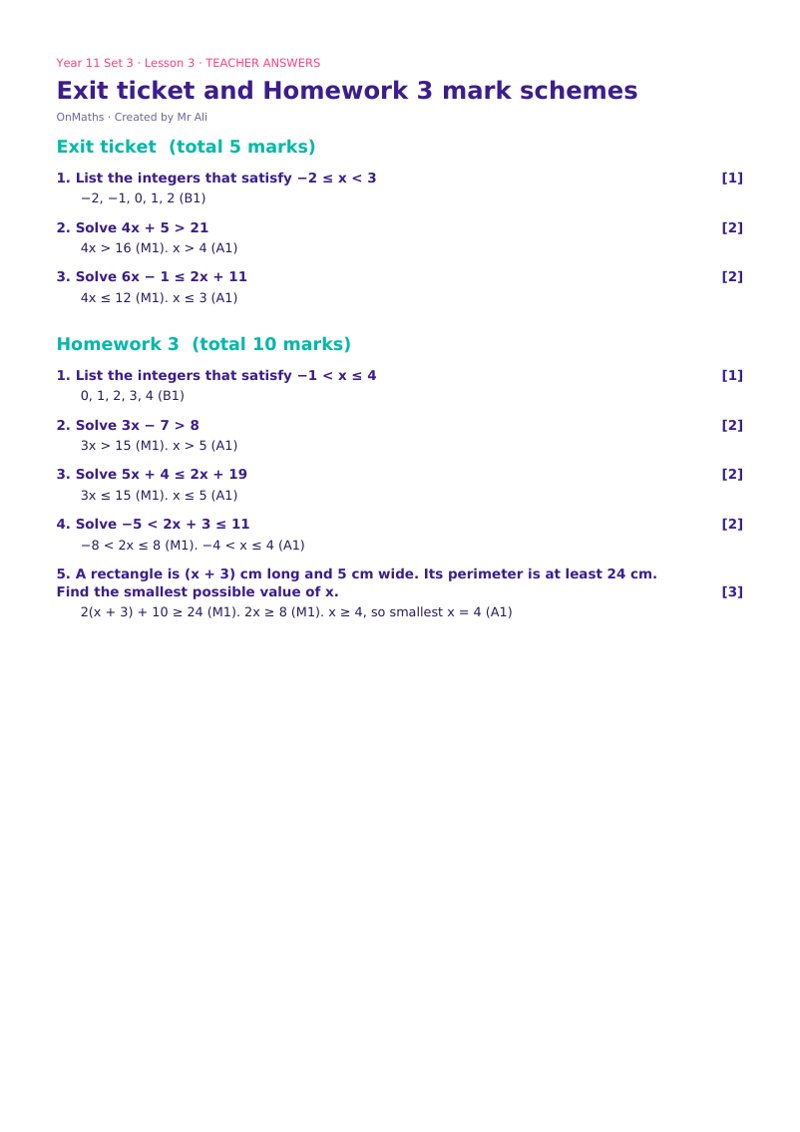 Year 11 Set 3 · Lesson 3 · TEACHER ANSWERS
Exit ticket and Homework 3 mark schemes
OnMaths · Created by Mr Ali
Exit ticket (total 5 marks)
1. List the integers that satisfy −2 ≤ x < 3 [1]
−2, −1, 0, 1, 2 (B1)
2. Solve 4x + 5 > 21 [2]
4x > 16 (M1). x > 4 (A1)
3. Solve 6x − 1 ≤ 2x + 11 [2]
4x ≤ 12 (M1). x ≤ 3 (A1)
Homework 3 (total 10 marks)
1. List the integers that satisfy −1 < x ≤ 4 [1]
0, 1, 2, 3, 4 (B1)
2. Solve 3x − 7 > 8 [2]
3x > 15 (M1). x > 5 (A1)
3. Solve 5x + 4 ≤ 2x + 19 [2]
3x ≤ 15 (M1). x ≤ 5 (A1)
4. Solve −5 < 2x + 3 ≤ 11 [2]
−8 < 2x ≤ 8 (M1). −4 < x ≤ 4 (A1)
5. A rectangle is (x + 3) cm long and 5 cm wide. Its perimeter is at least 24 cm.
Find the smallest possible value of x. [3]
2(x + 3) + 10 ≥ 24 (M1). 2x ≥ 8 (M1). x ≥ 4, so smallest x = 4 (A1)